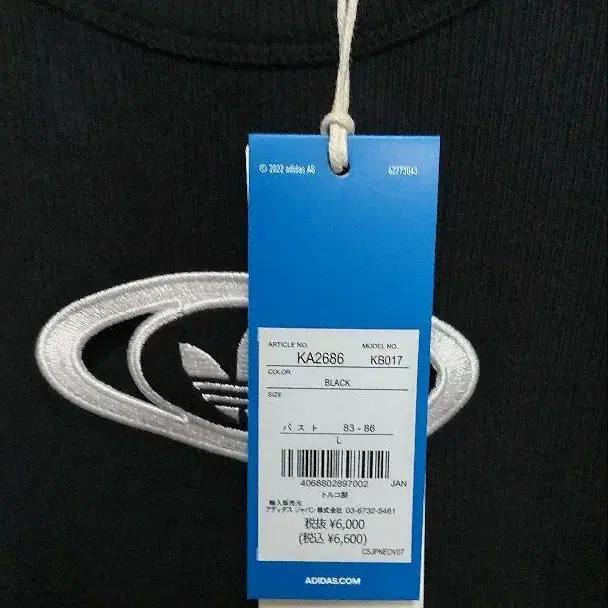 © 2022 adidas AG 62773043
ARTICLE NO. MODEL NO.
KA2686 KB017
COLOR
BLACK
SIZE
バスト 83 - 86
L
4068802897002 JAN
トルコ製
輸入販売元
アディダス ジャパン株式会社 03-6732-5461
税抜 ¥6,000
(税込 ¥6,600)
CSJPNEOV07
ADIDAS.COM